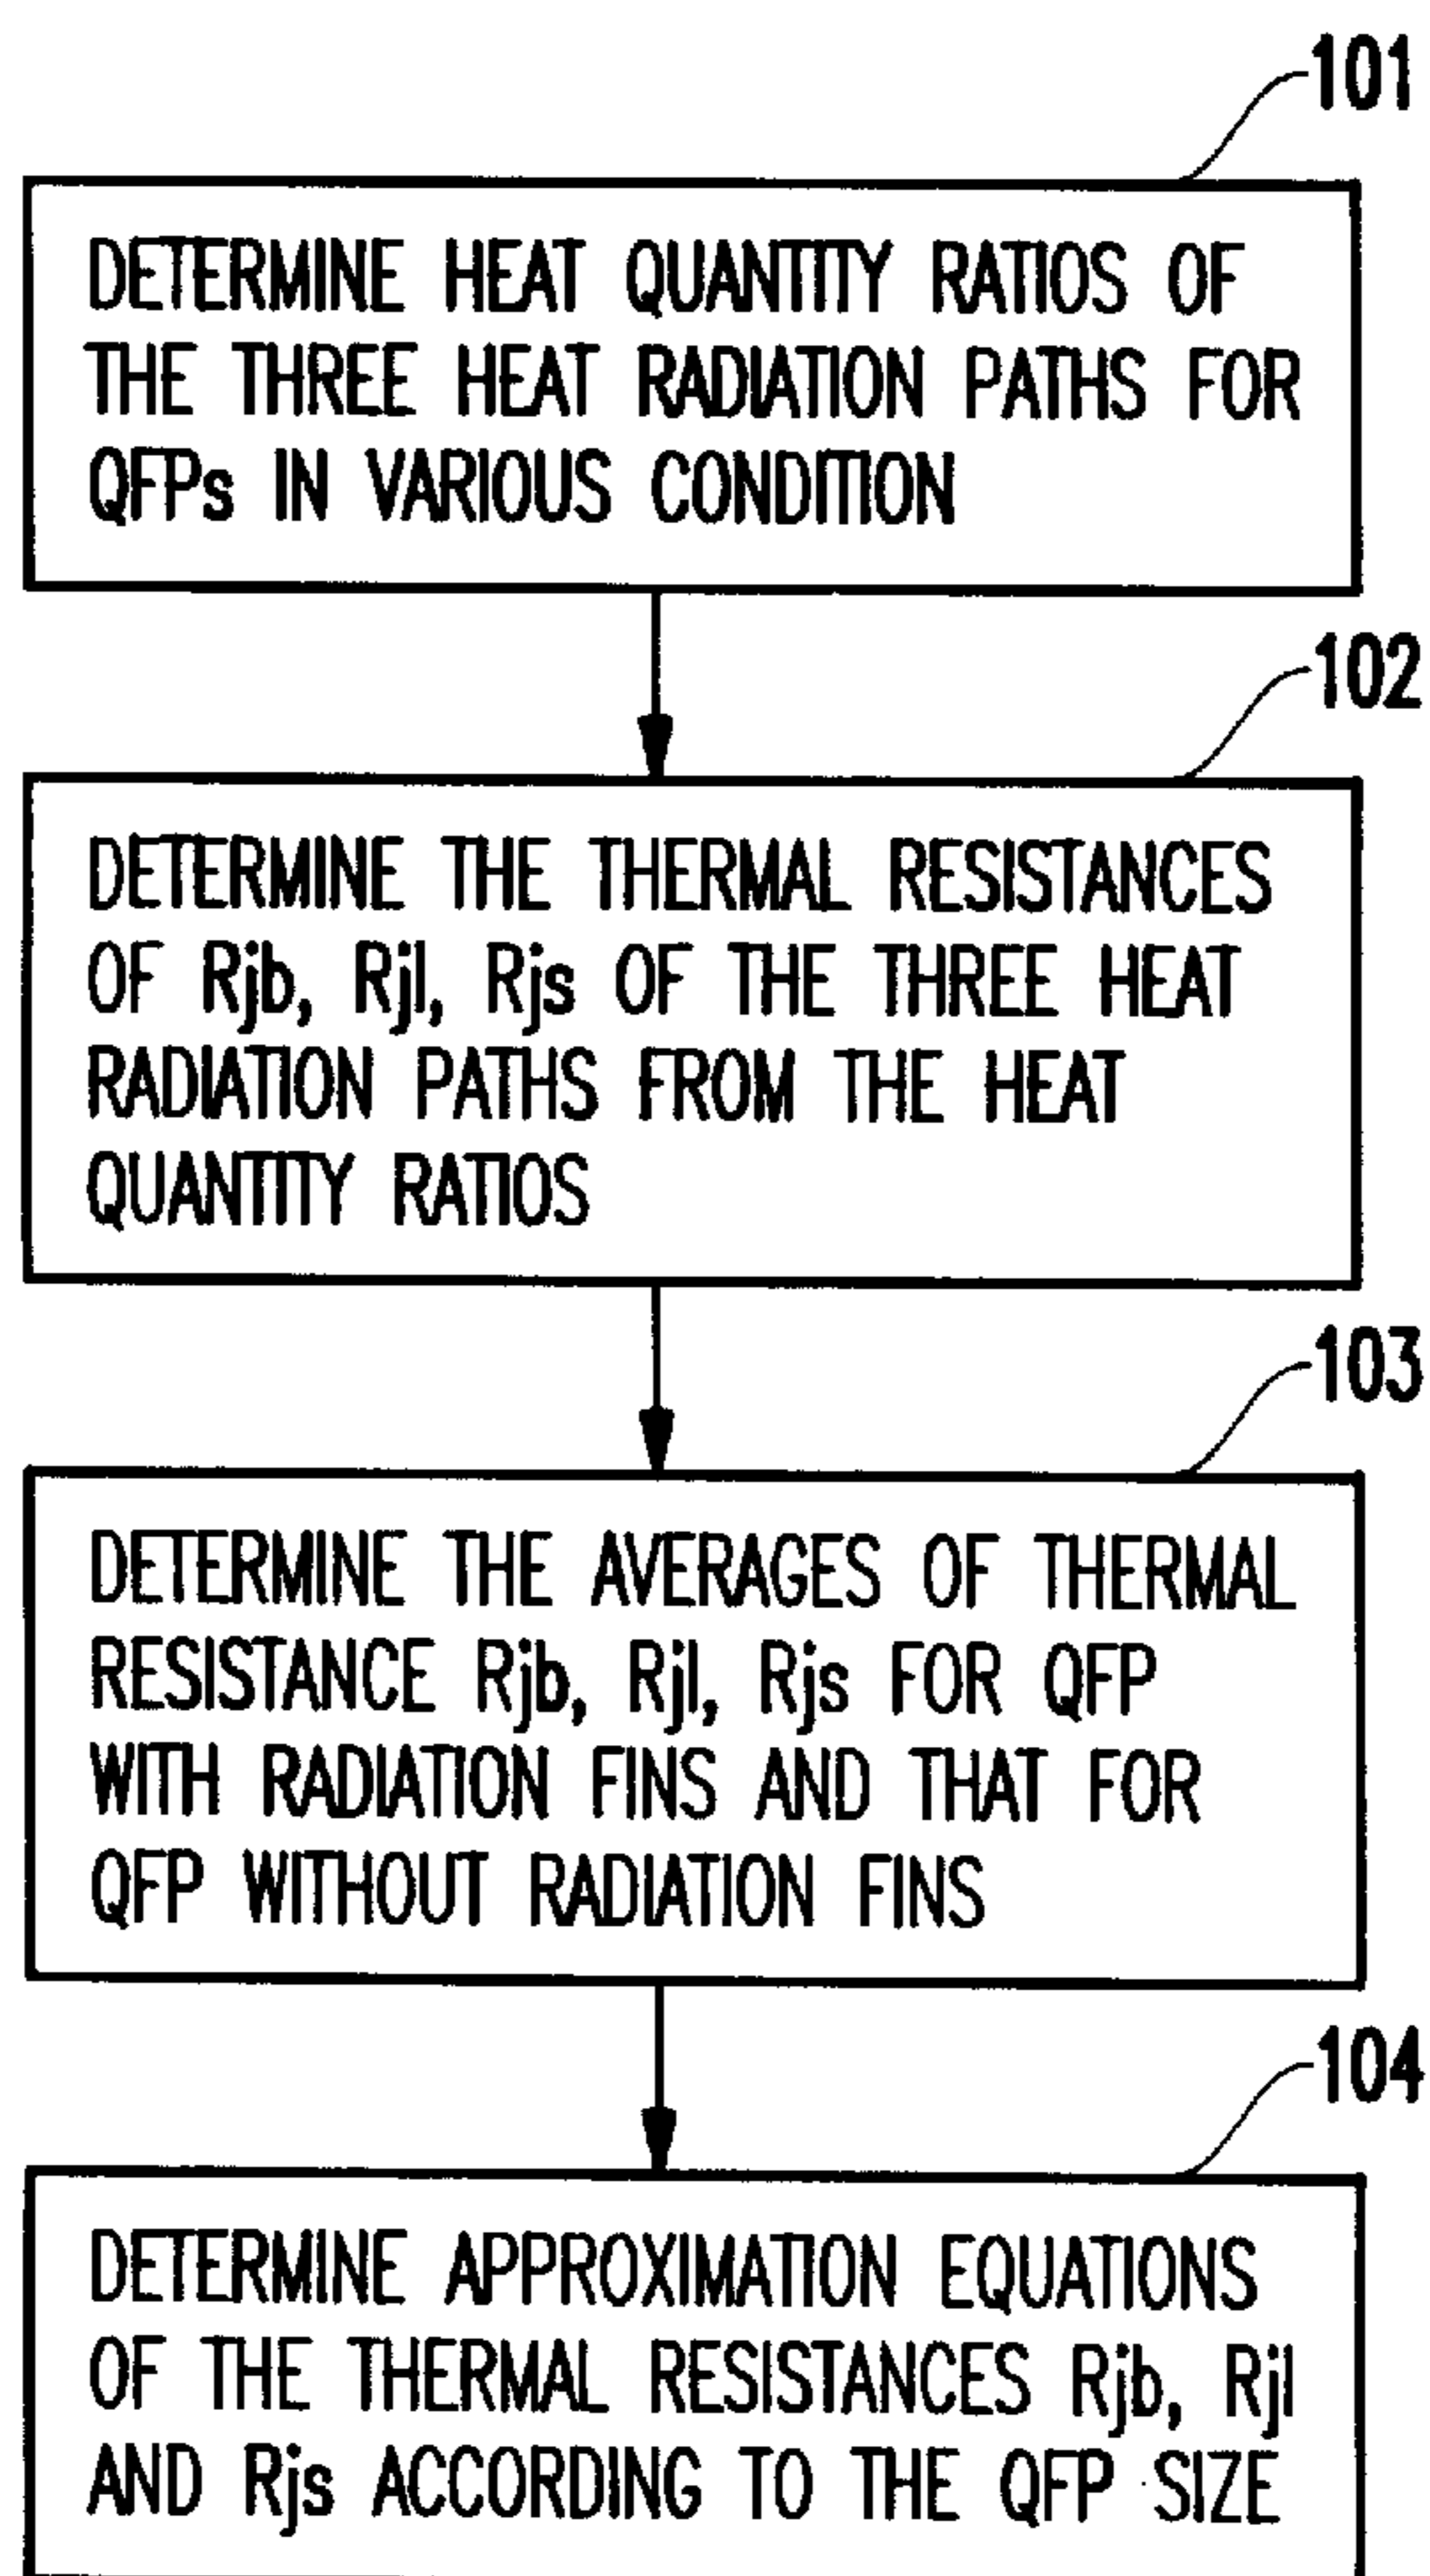 101
DETERMINE HEAT QUANTITY RATIOS OF
THE THREE HEAT RADIATION PATHS FOR
QFPs IN VARIOUS CONDITION
102
DETERMINE THE THERMAL RESISTANCES
OF Rjb, Rjl, Rjs OF THE THREE HEAT
RADIATION PATHS FROM THE HEAT
QUANTITY RATIOS
103
DETERMINE THE AVERAGES OF THERMAL
RESISTANCE Rjb, Rjl, Rjs FOR QFP
WITH RADIATION FINS AND THAT FOR
QFP WITHOUT RADIATION FINS
104
DETERMINE APPROXIMATION EQUATIONS
OF THE THERMAL RESISTANCES Rjb, Rjl
AND Rjs ACCORDING TO THE QFP SIZE